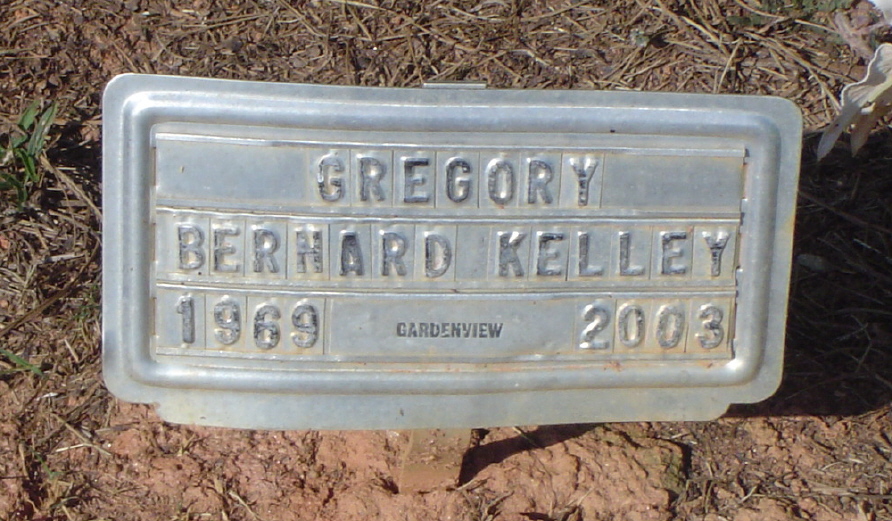 GREGORY
BERHARD KELLEY
1969 GARDENVIEW 2003